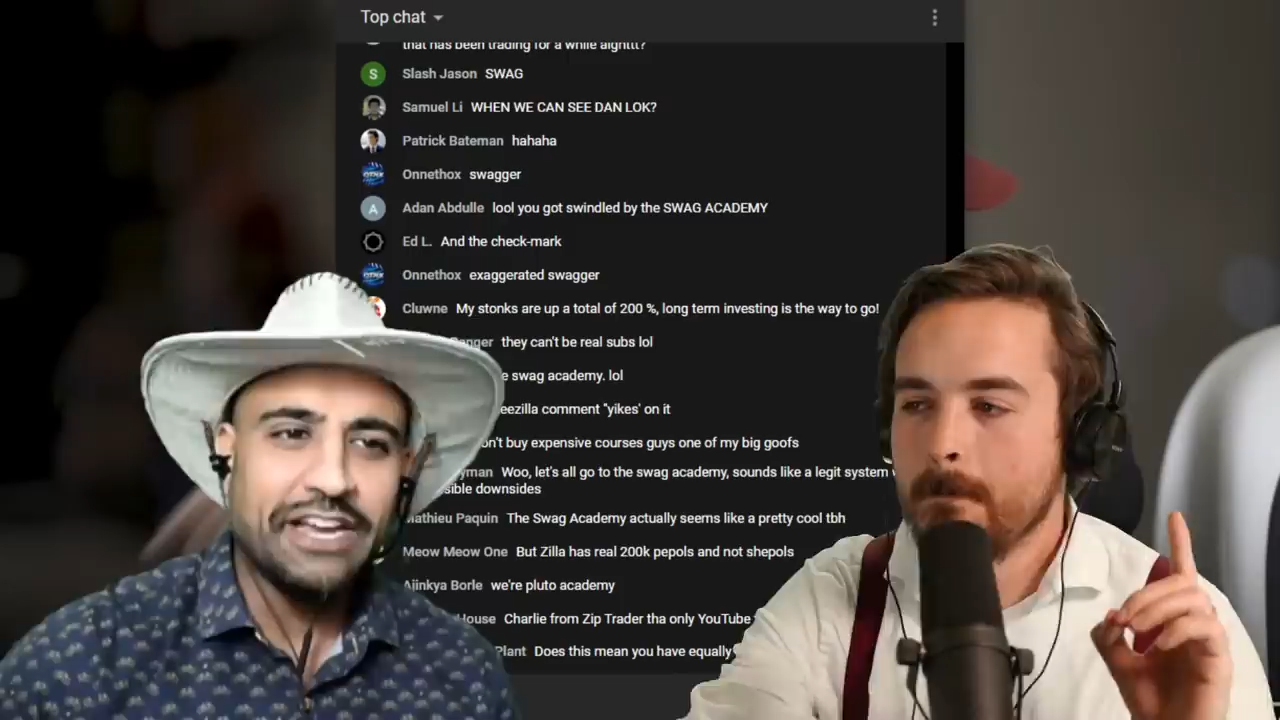 Top chat
that has been trading for a while aighttt?
S Slash Jason SWAG
Samuel Li WHEN WE CAN SEE DAN LOK?
Patrick Bateman hahaha
Onnethox swagger
A Adan Abdulle lool you got swindled by the SWAG ACADEMY
Ed L. And the check-mark
Onnethox exaggerated swagger
Cluwne My stonks are up a total of 200 %, long term investing is the way to go!
they can't be real subs lol
swag academy. lol
eezilla comment "yikes' on it
n't buy expensive courses guys one of my big goofs
yman Woo, let's all go to the swag academy, sounds like a legit system
sible downsides
Mathieu Paquin The Swag Academy actually seems like a pretty cool tbh
Meow Meow One But Zilla has real 200k pepols and not shepols
Ajinkya Borle we're pluto academy
House Charlie from Zip Trader tha only YouTube
Plant Does this mean you have equally